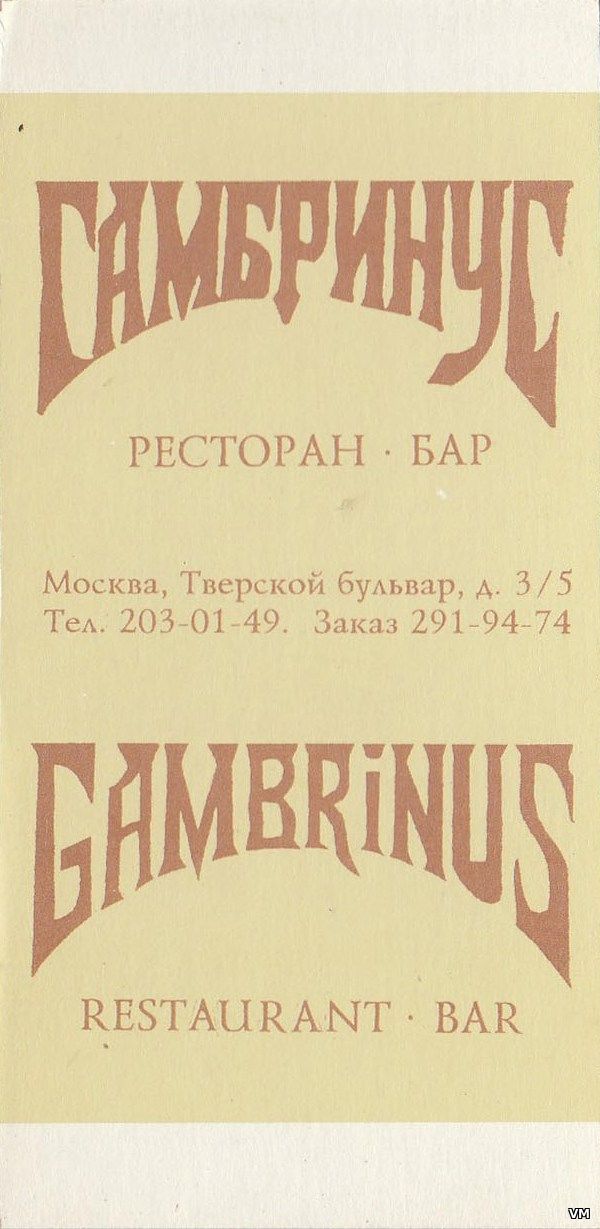 ГАМБРИНУС
РЕСТОРАН · БАР
Москва, Тверской бульвар, д. 3/5
Тел. 203-01-49. Заказ 291-94-74
GAMBRiNUS
RESTAURANT · BAR
VM